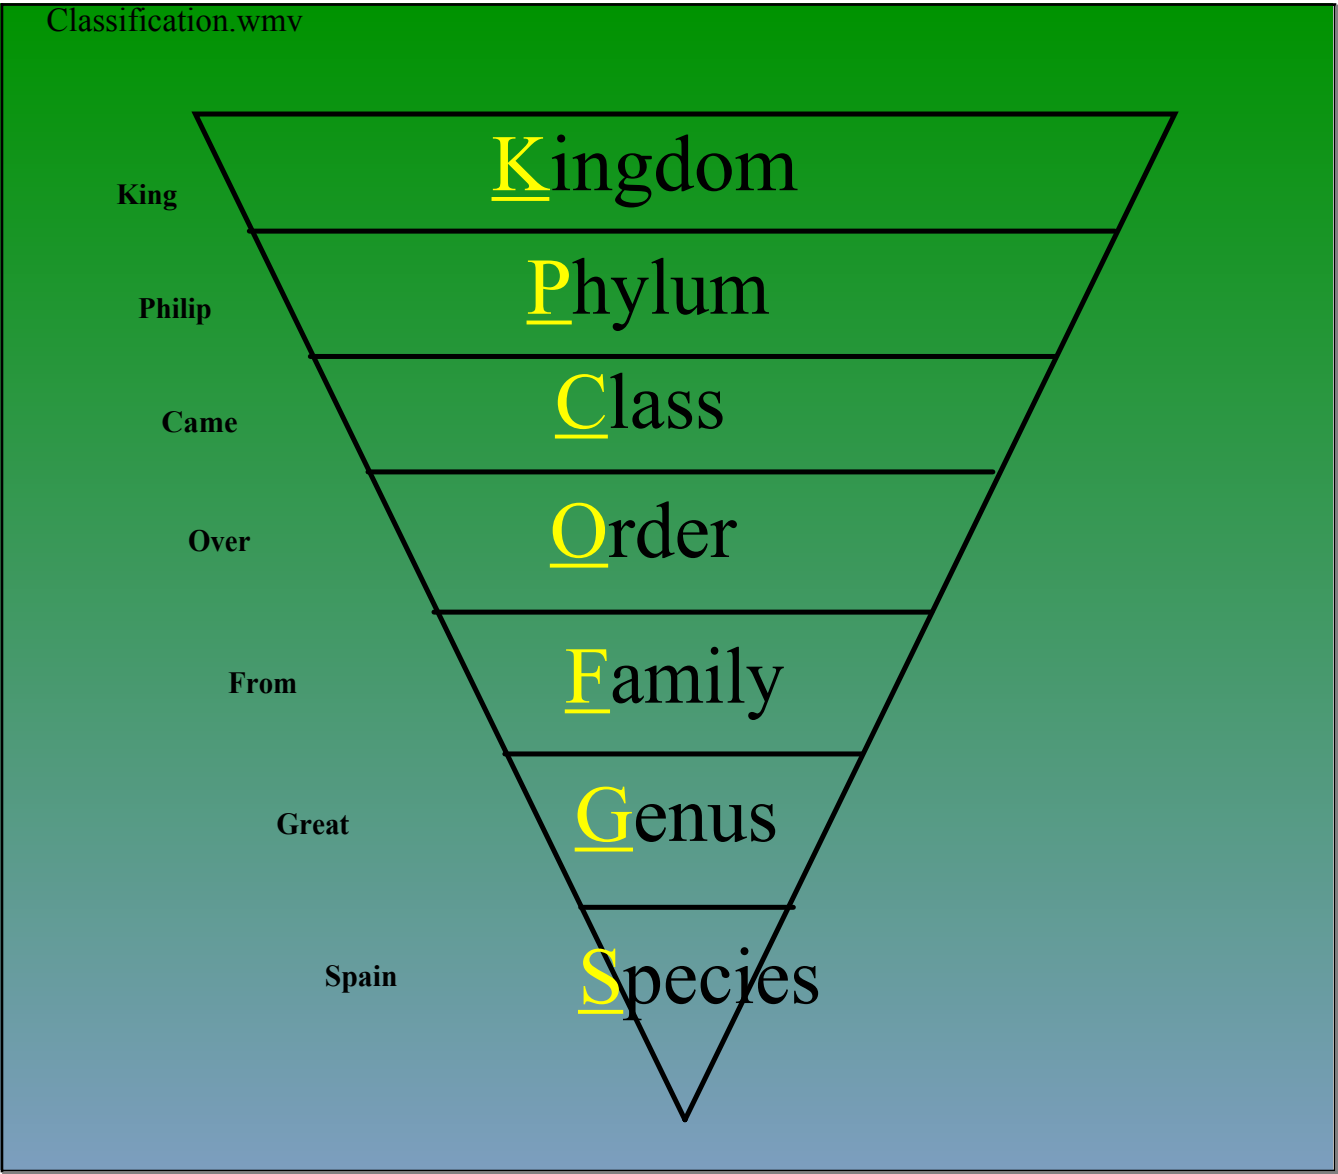 Classification.wmv
Kingdom
King
Phylum
Philip
Class
Came
Order
Over
Family
From
Genus
Great
Species
Spain